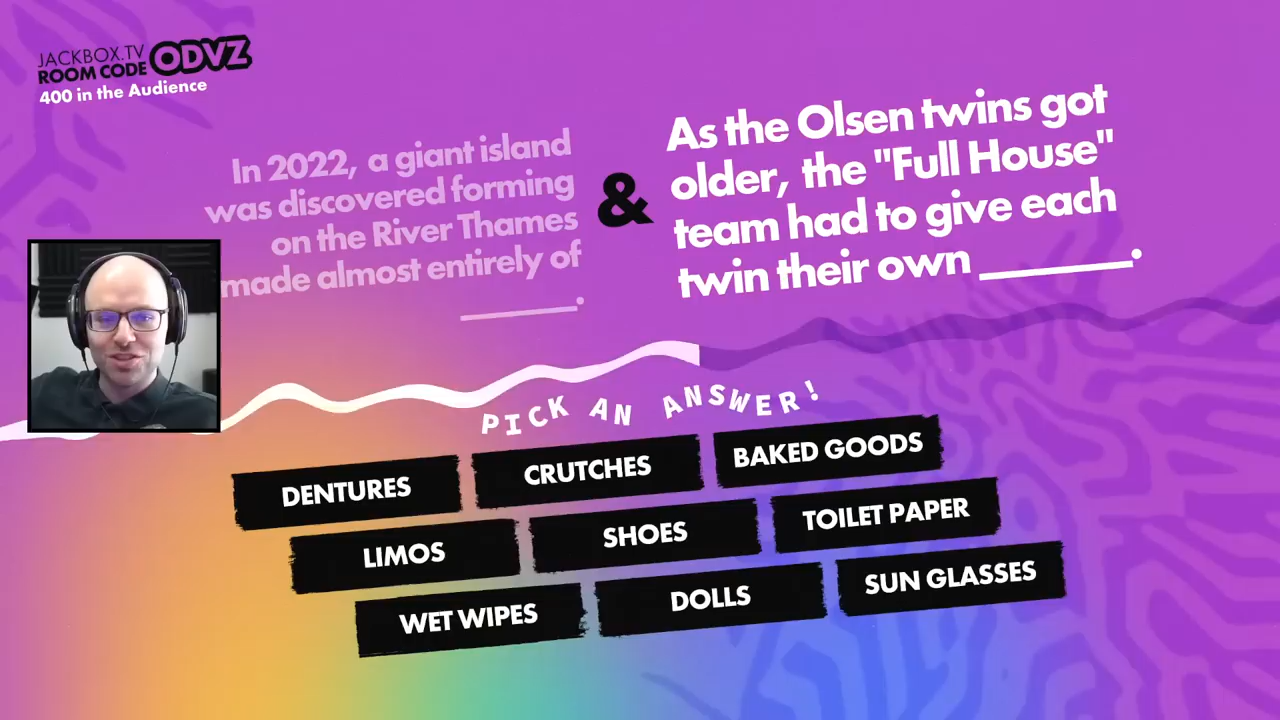 JACKBOX.TV
ROOM CODE ODVZ
400 in the Audience
In 2022, a giant island
was discovered forming
on the River Thames
made almost entirely of
______.
&
As the Olsen twins got
older, the "Full House"
team had to give each
twin their own ______.
PICK AN ANSWER!
DENTURES
CRUTCHES
BAKED GOODS
LIMOS
SHOES
TOILET PAPER
WET WIPES
DOLLS
SUN GLASSES